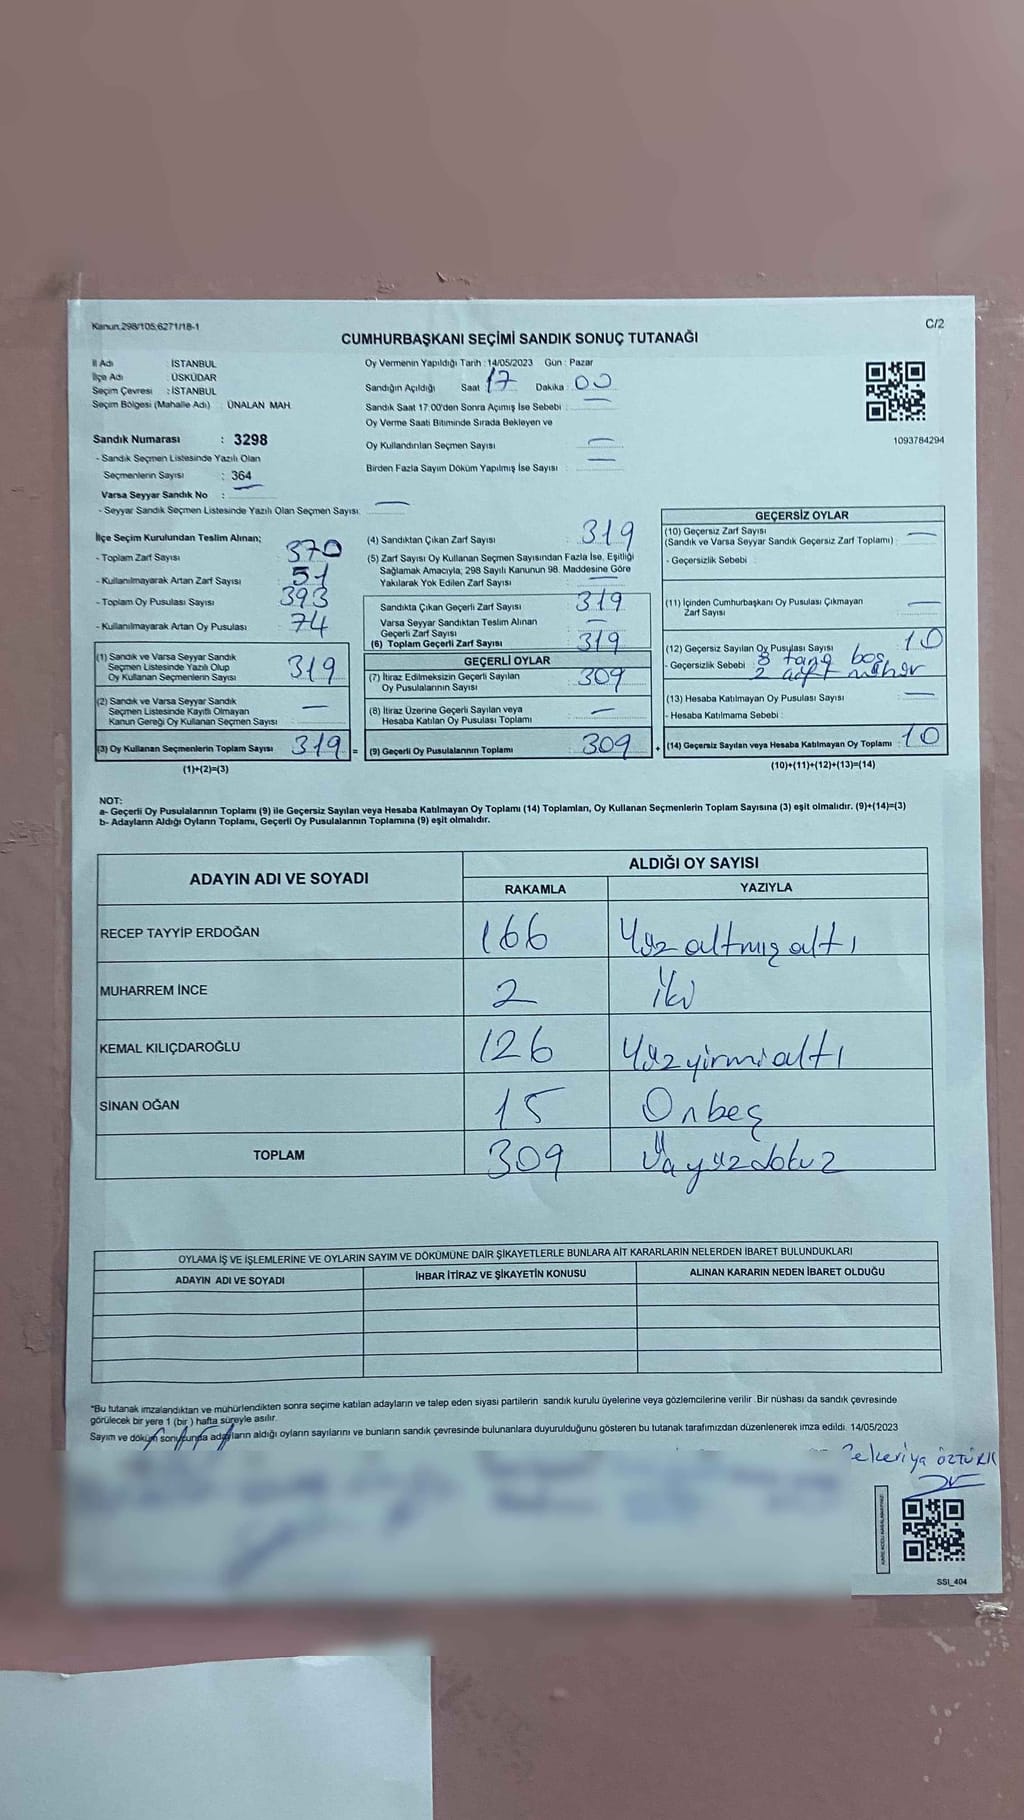 Kanun.298/105;6271/18-1
C/2
CUMHURBAŞKANI SEÇİMİ SANDIK SONUÇ TUTANAĞI
İl Adı : İSTANBUL
İlçe Adı : ÜSKÜDAR
Seçim Çevresi : İSTANBUL
Seçim Bölgesi (Mahalle Adı) : ÜNALAN MAH.
Sandık Numarası : 3298
- Sandık Seçmen Listesinde Yazılı Olan
Seçmenlerin Sayısı : 364
Varsa Seyyar Sandık No :
- Seyyar Sandık Seçmen Listesinde Yazılı Olan Seçmen Sayısı: —
Oy Vermenin Yapıldığı Tarih : 14/05/2023 Gün : Pazar
Sandığın Açıldığı Saat : 17 Dakika : 00
Sandık Saat 17:00'den Sonra Açımış İse Sebebi : —
Oy Verme Saati Bitiminde Sırada Bekleyen ve
Oy Kullandırılan Seçmen Sayısı : —
Birden Fazla Sayım Döküm Yapılmış İse Sayısı : —
1093784294
İlçe Seçim Kurulundan Teslim Alınan;
- Toplam Zarf Sayısı : 370
- Kullanılmayarak Artan Zarf Sayısı : 51
- Toplam Oy Pusulası Sayısı : 393
- Kullanılmayarak Artan Oy Pusulası : 74
(1) Sandık ve Varsa Seyyar Sandık
Seçmen Listesinde Yazılı Olup
Oy Kullanan Seçmenlerin Sayısı : 319
(2) Sandık ve Varsa Seyyar Sandık
Seçmen Listesinde Kayıtlı Olmayan
Kanun Gereği Oy Kullanan Seçmen Sayısı : —
(3) Oy Kullanan Seçmenlerin Toplam Sayısı : 319 =
(1)+(2)=(3)
(4) Sandıktan Çıkan Zarf Sayısı : 319
(5) Zarf Sayısı Oy Kullanan Seçmen Sayısından Fazla İse, Eşitliği
Sağlamak Amacıyla; 298 Sayılı Kanunun 98. Maddesine Göre
Yakılarak Yok Edilen Zarf Sayısı : —
Sandıkta Çıkan Geçerli Zarf Sayısı : 319
Varsa Seyyar Sandıktan Teslim Alınan
Geçerli Zarf Sayısı : —
(6) Toplam Geçerli Zarf Sayısı : 319
GEÇERLİ OYLAR
(7) İtiraz Edilmeksizin Geçerli Sayılan
Oy Pusulalarının Sayısı : 309
(8) İtiraz Üzerine Geçerli Sayılan veya
Hesaba Katılan Oy Pusulası Toplamı : —
(9) Geçerli Oy Pusulalarının Toplamı : 309 +
GEÇERSİZ OYLAR
(10) Geçersiz Zarf Sayısı
(Sandık ve Varsa Seyyar Sandık Geçersiz Zarf Toplamı) : —
- Geçersizlik Sebebi :
(11) İçinden Cumhurbaşkanı Oy Pusulası Çıkmayan
Zarf Sayısı : —
(12) Geçersiz Sayılan Oy Pusulası Sayısı : 10
- Geçersizlik Sebebi : 8 tane boş
2 mühür
(13) Hesaba Katılmayan Oy Pusulası Sayısı : —
- Hesaba Katılmama Sebebi :
(14) Geçersiz Sayılan veya Hesaba Katılmayan Oy Toplamı : 10
(10)+(11)+(12)+(13)=(14)
NOT:
a- Geçerli Oy Pusulalarının Toplamı (9) ile Geçersiz Sayılan veya Hesaba Katılmayan Oy Toplamı (14) Toplamları, Oy Kullanan Seçmenlerin Toplam Sayısına (3) eşit olmalıdır. (9)+(14)=(3)
b- Adayların Aldığı Oyların Toplamı, Geçerli Oy Pusulalarının Toplamına (9) eşit olmalıdır.
ADAYIN ADI VE SOYADI
ALDIĞI OY SAYISI
RAKAMLA YAZIYLA
RECEP TAYYİP ERDOĞAN 166 Yüz altmış altı
MUHARREM İNCE 2 İki
KEMAL KILIÇDAROĞLU 126 Yüz yirmi altı
SİNAN OĞAN 15 Onbeş
TOPLAM 309 Üç yüz dokuz
OYLAMA İŞ VE İŞLEMLERİNE VE OYLARIN SAYIM VE DÖKÜMÜNE DAİR ŞİKAYETLERLE BUNLARA AİT KARARLARIN NELERDEN İBARET BULUNDUKLARI
ADAYIN ADI VE SOYADI İHBAR İTİRAZ VE ŞİKAYETİN KONUSU ALINAN KARARIN NEDEN İBARET OLDUĞU
*Bu tutanak imzalandıktan ve mühürlendikten sonra seçime katılan adayların ve talep eden siyasi partilerin sandık kurulu üyelerine veya gözlemcilerine verilir. Bir nüshası da sandık çevresinde
görülecek bir yere 1 (bir) hafta süreyle asılır.
Sayım ve döküm sonucunda adayların aldığı oyların sayılarını ve bunların sandık çevresinde bulunanlara duyurulduğunu gösteren bu tutanak tarafımızdan düzenlenerek imza edildi. 14/05/2023
Zekeriya ÖZTÜRK
SSI_404